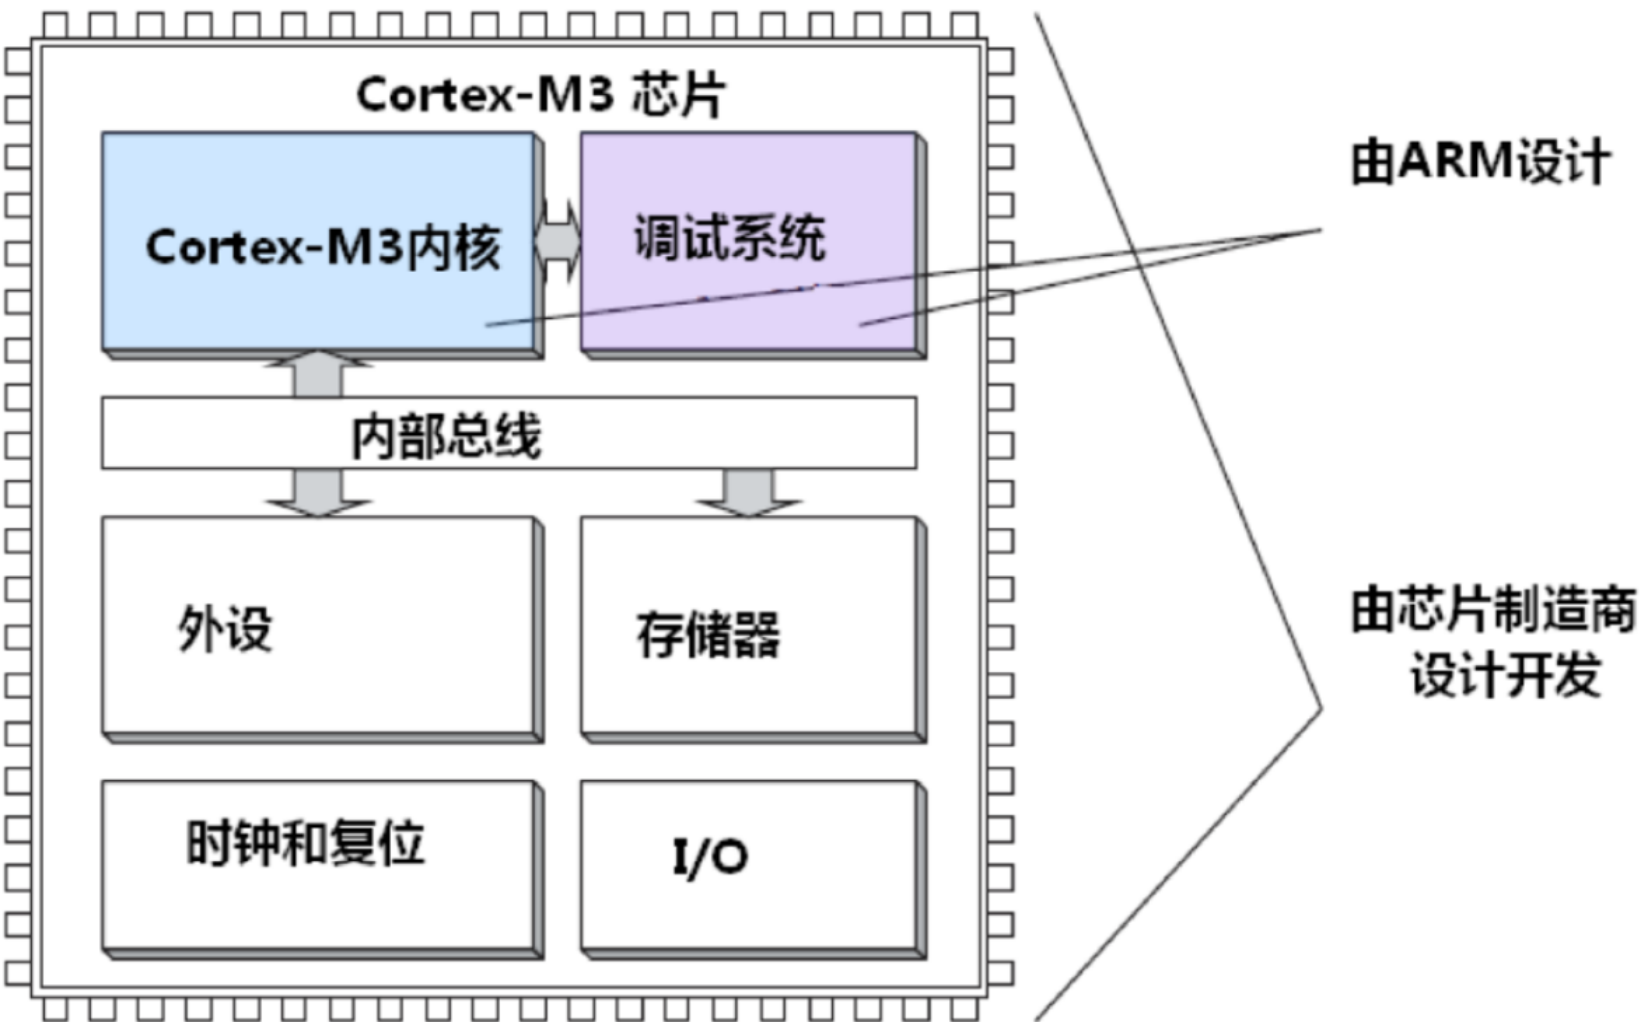 Cortex-M3 芯片
Cortex-M3内核
调试系统
由ARM设计
内部总线
外设
存储器
由芯片制造商
设计开发
时钟和复位
I/O